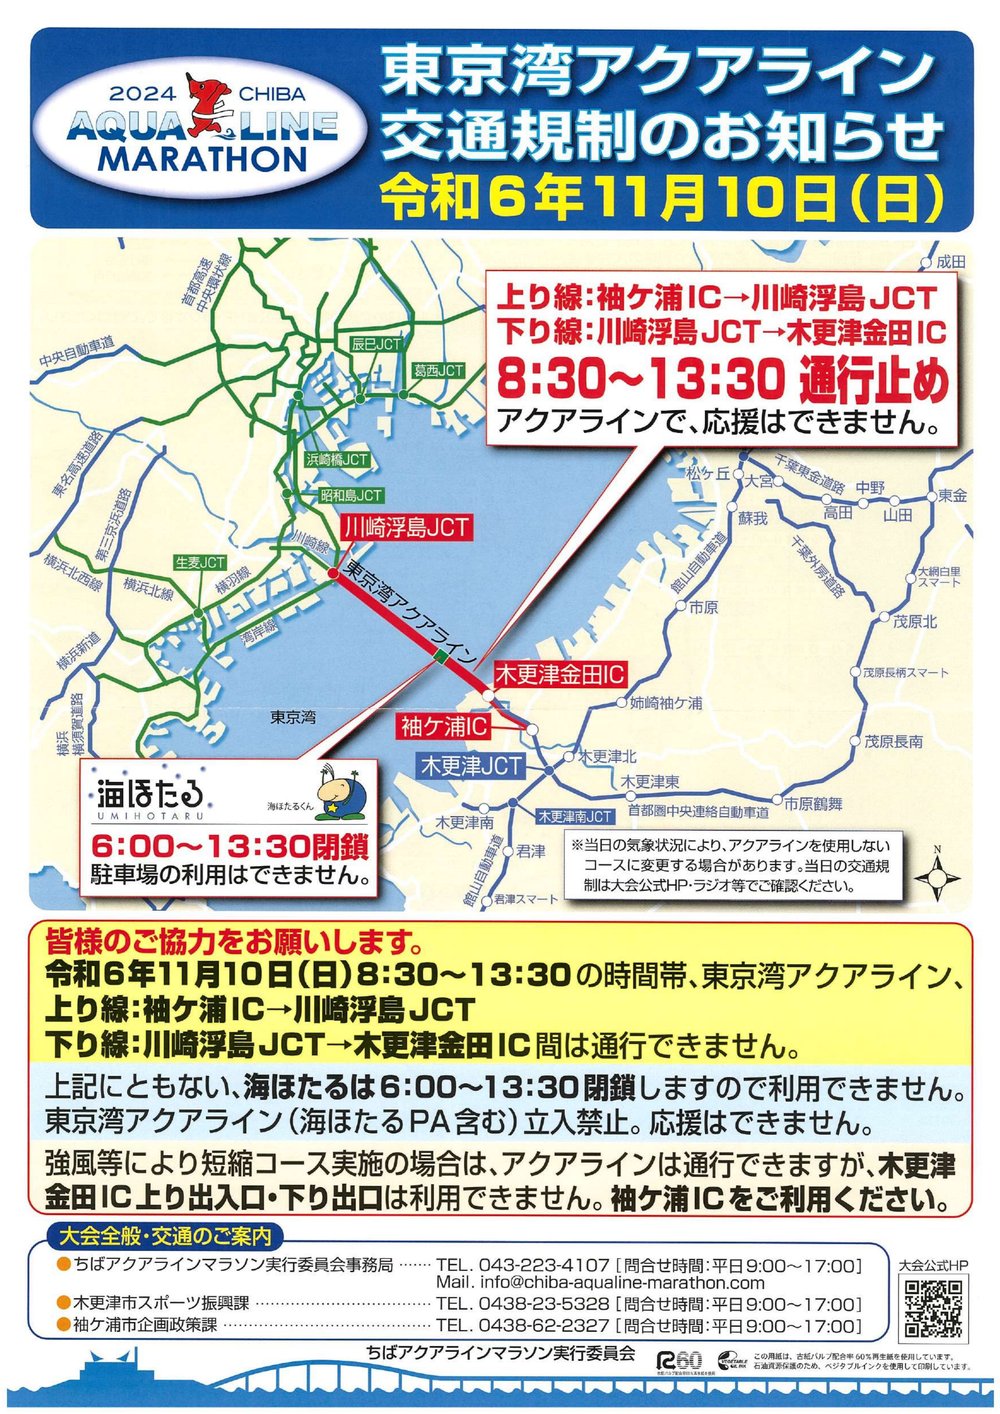 2024 CHIBA
AQUA LINE
MARATHON
東京湾アクアライン
交通規制のお知らせ
令和6年11月10日(日)
上り線:袖ケ浦IC→川崎浮島JCT
下り線:川崎浮島JCT→木更津金田IC
8:30～13:30 通行止め
アクアラインで、応援はできません。
成田
首都高速
中央環状線
中央自動車道
辰巳JCT
葛西JCT
東名高速道路
第三京浜道路
浜崎橋JCT
昭和島JCT
川崎浮島JCT
川崎線
生麦JCT
横浜北西線
横浜北線
横羽線
湾岸線
横浜新道
横浜
横須賀道路
東京湾アクアライン
東京湾
松ヶ丘
大宮
千葉東金道路
中野
東金
高田
山田
蘇我
千葉外房道路
館山自動車道
大網白里
スマート
市原
茂原北
茂原長柄スマート
木更津金田IC
姉崎袖ケ浦
袖ケ浦IC
茂原長南
木更津JCT
木更津北
木更津東
首都圏中央連絡自動車道
市原鶴舞
木更津南
木更津南JCT
君津
館山自動車道
君津スマート
海ほたる
UMIHOTARU
海ほたるくん
6:00～13:30閉鎖
駐車場の利用はできません。
※当日の気象状況により、アクアラインを使用しない
コースに変更する場合があります。当日の交通規
制は大会公式HP・ラジオ等でご確認ください。
N
皆様のご協力をお願いします。
令和6年11月10日(日)8:30～13:30の時間帯、東京湾アクアライン、
上り線:袖ケ浦IC→川崎浮島JCT
下り線:川崎浮島JCT→木更津金田IC間は通行できません。
上記にともない、海ほたるは6:00～13:30閉鎖しますので利用できません。
東京湾アクアライン(海ほたるPA含む)立入禁止。応援はできません。
強風等により短縮コース実施の場合は、アクアラインは通行できますが、木更津
金田IC上り出入口・下り出口は利用できません。袖ケ浦ICをご利用ください。
大会全般・交通のご案内
●ちばアクアラインマラソン実行委員会事務局 …… TEL. 043-223-4107 [問合せ時間:平日9:00～17:00]
Mail. info@chiba-aqualine-marathon.com
●木更津市スポーツ振興課 …… TEL. 0438-23-5328 [問合せ時間:平日9:00～17:00]
●袖ケ浦市企画政策課 …… TEL. 0438-62-2327 [問合せ時間:平日9:00～17:00]
大会公式HP
ちばアクアラインマラソン実行委員会
R60
古紙パルプ配合率60%再生紙を使用
VEGETABLE OIL INK
この用紙は、古紙パルプ配合率60%再生紙を使用しています。
石油資源保護のため、ベジタブルインクを使用して印刷しています。